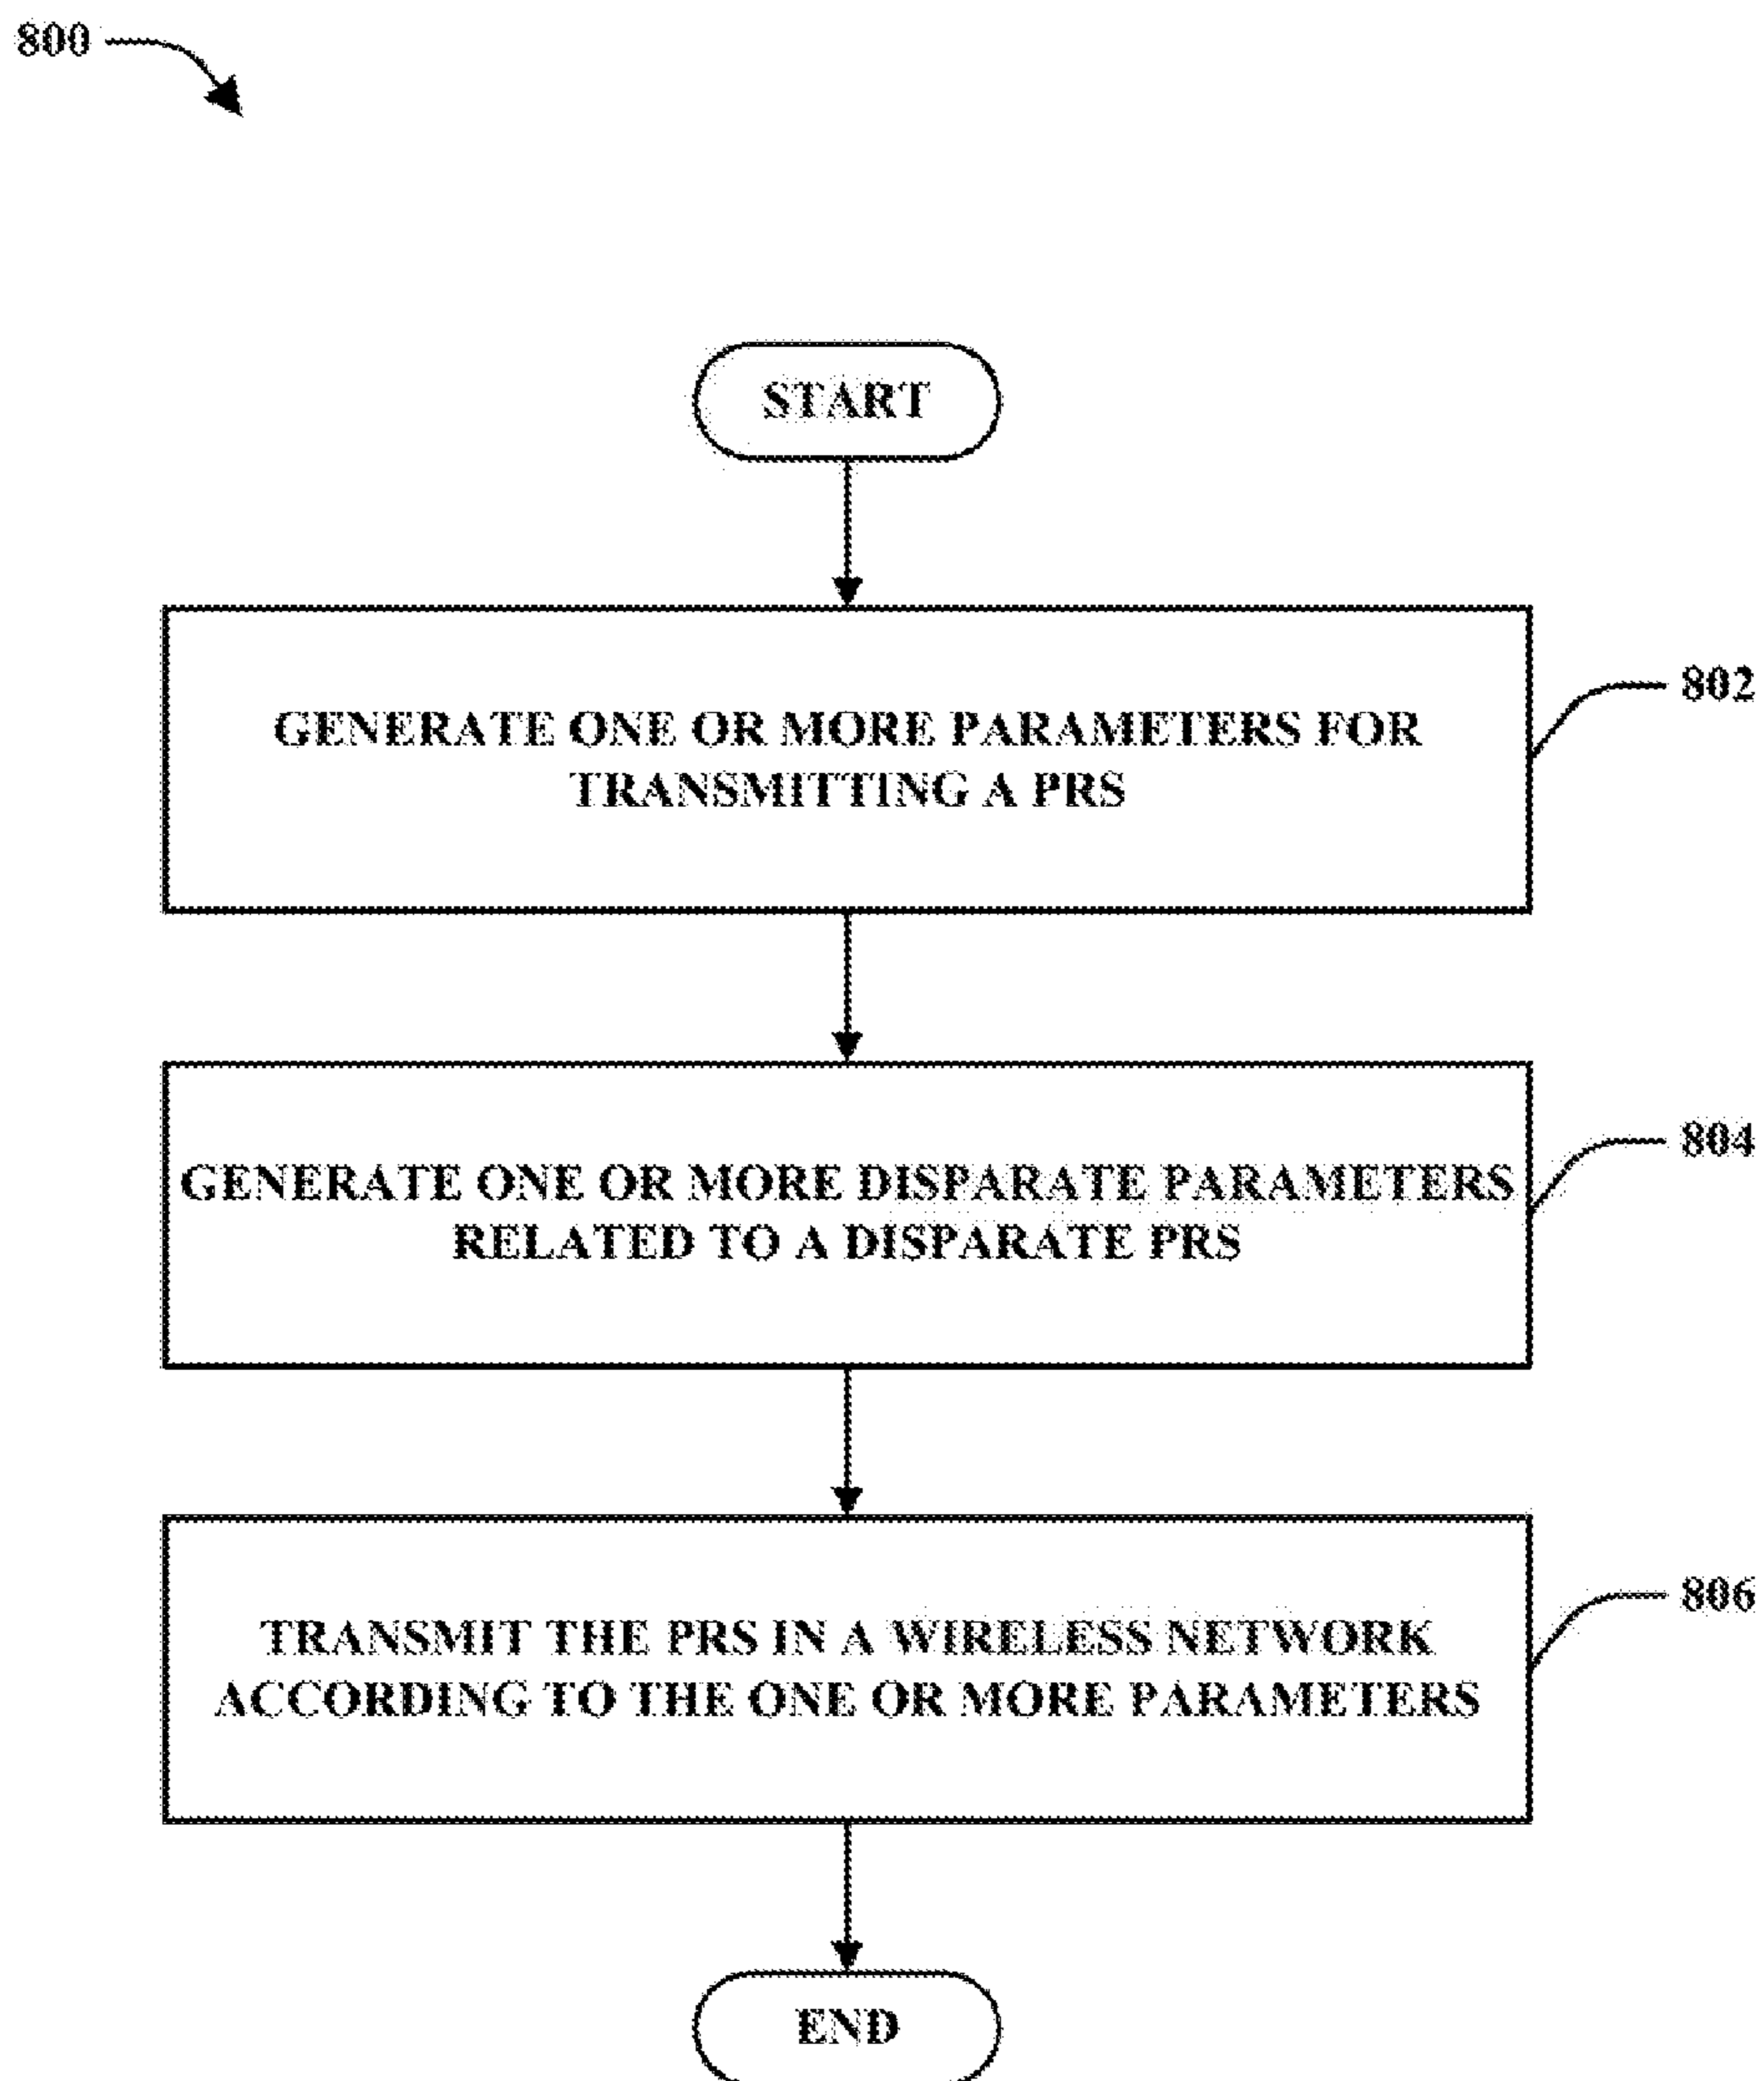 800
START
GENERATE ONE OR MORE PARAMETERS FOR
TRANSMITTING A PRS
802
GENERATE ONE OR MORE DISPARATE PARAMETERS
RELATED TO A DISPARATE PRS
804
TRANSMIT THE PRS IN A WIRELESS NETWORK
ACCORDING TO THE ONE OR MORE PARAMETERS
806
END